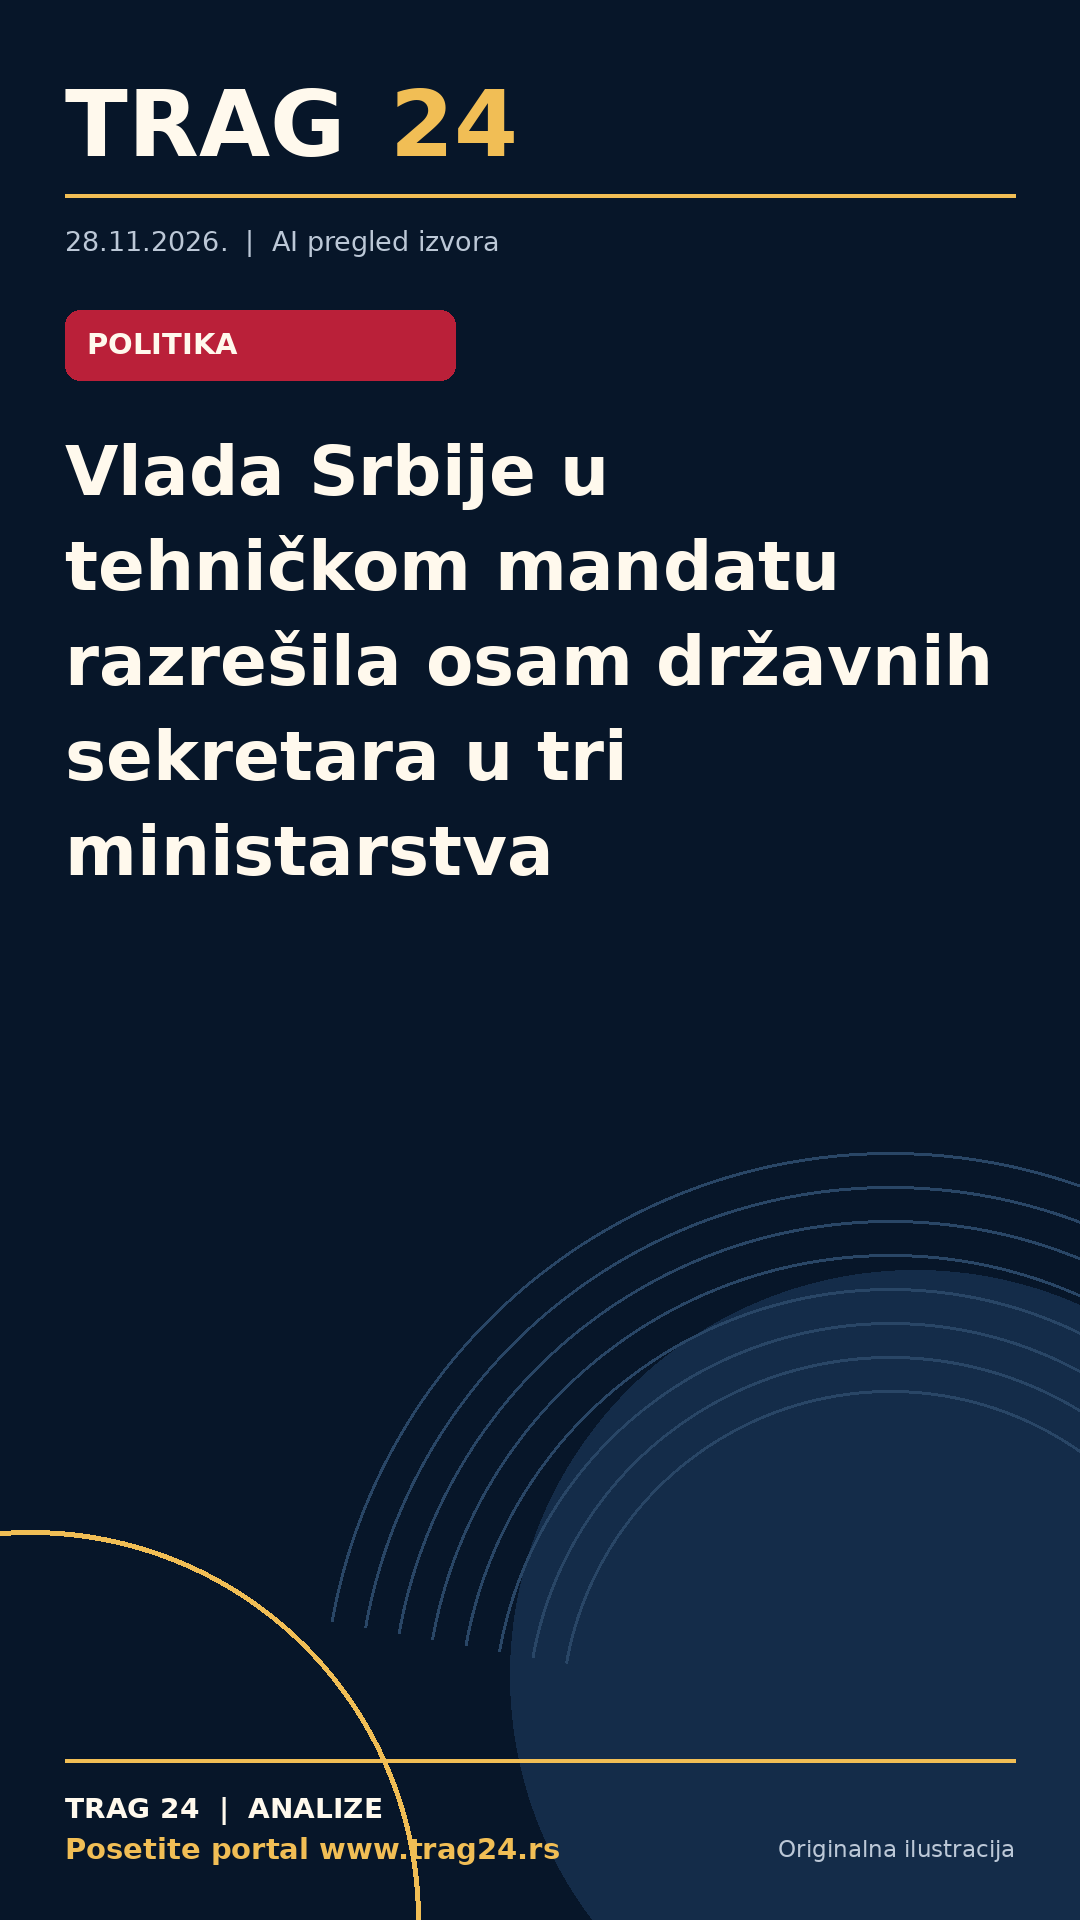 TRAG 24
28.11.2026. | AI pregled izvora
POLITIKA
Vlada Srbije u
tehničkom mandatu
razrešila osam državnih
sekretara u tri
ministarstva
TRAG 24 | ANALIZE
Posetite portal www.trag24.rs
Originalna ilustracija